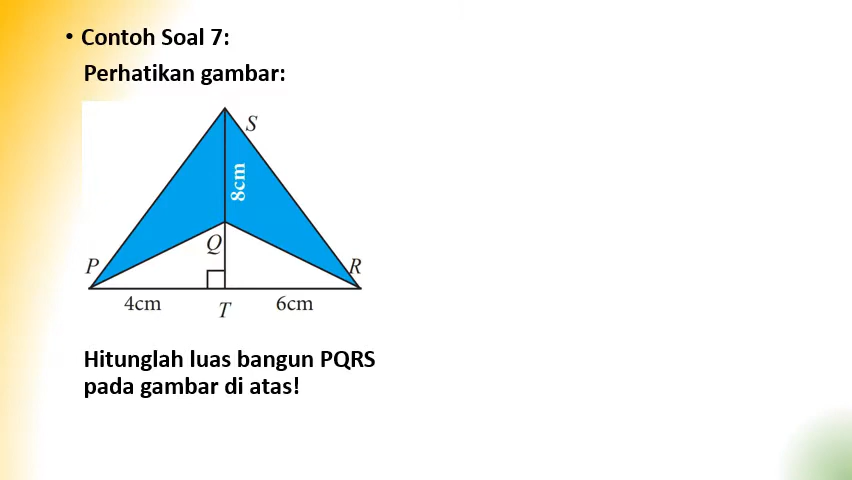 • Contoh Soal 7:
Perhatikan gambar:
S
8cm
Q
P
R
4cm
T
6cm
Hitunglah luas bangun PQRS
pada gambar di atas!